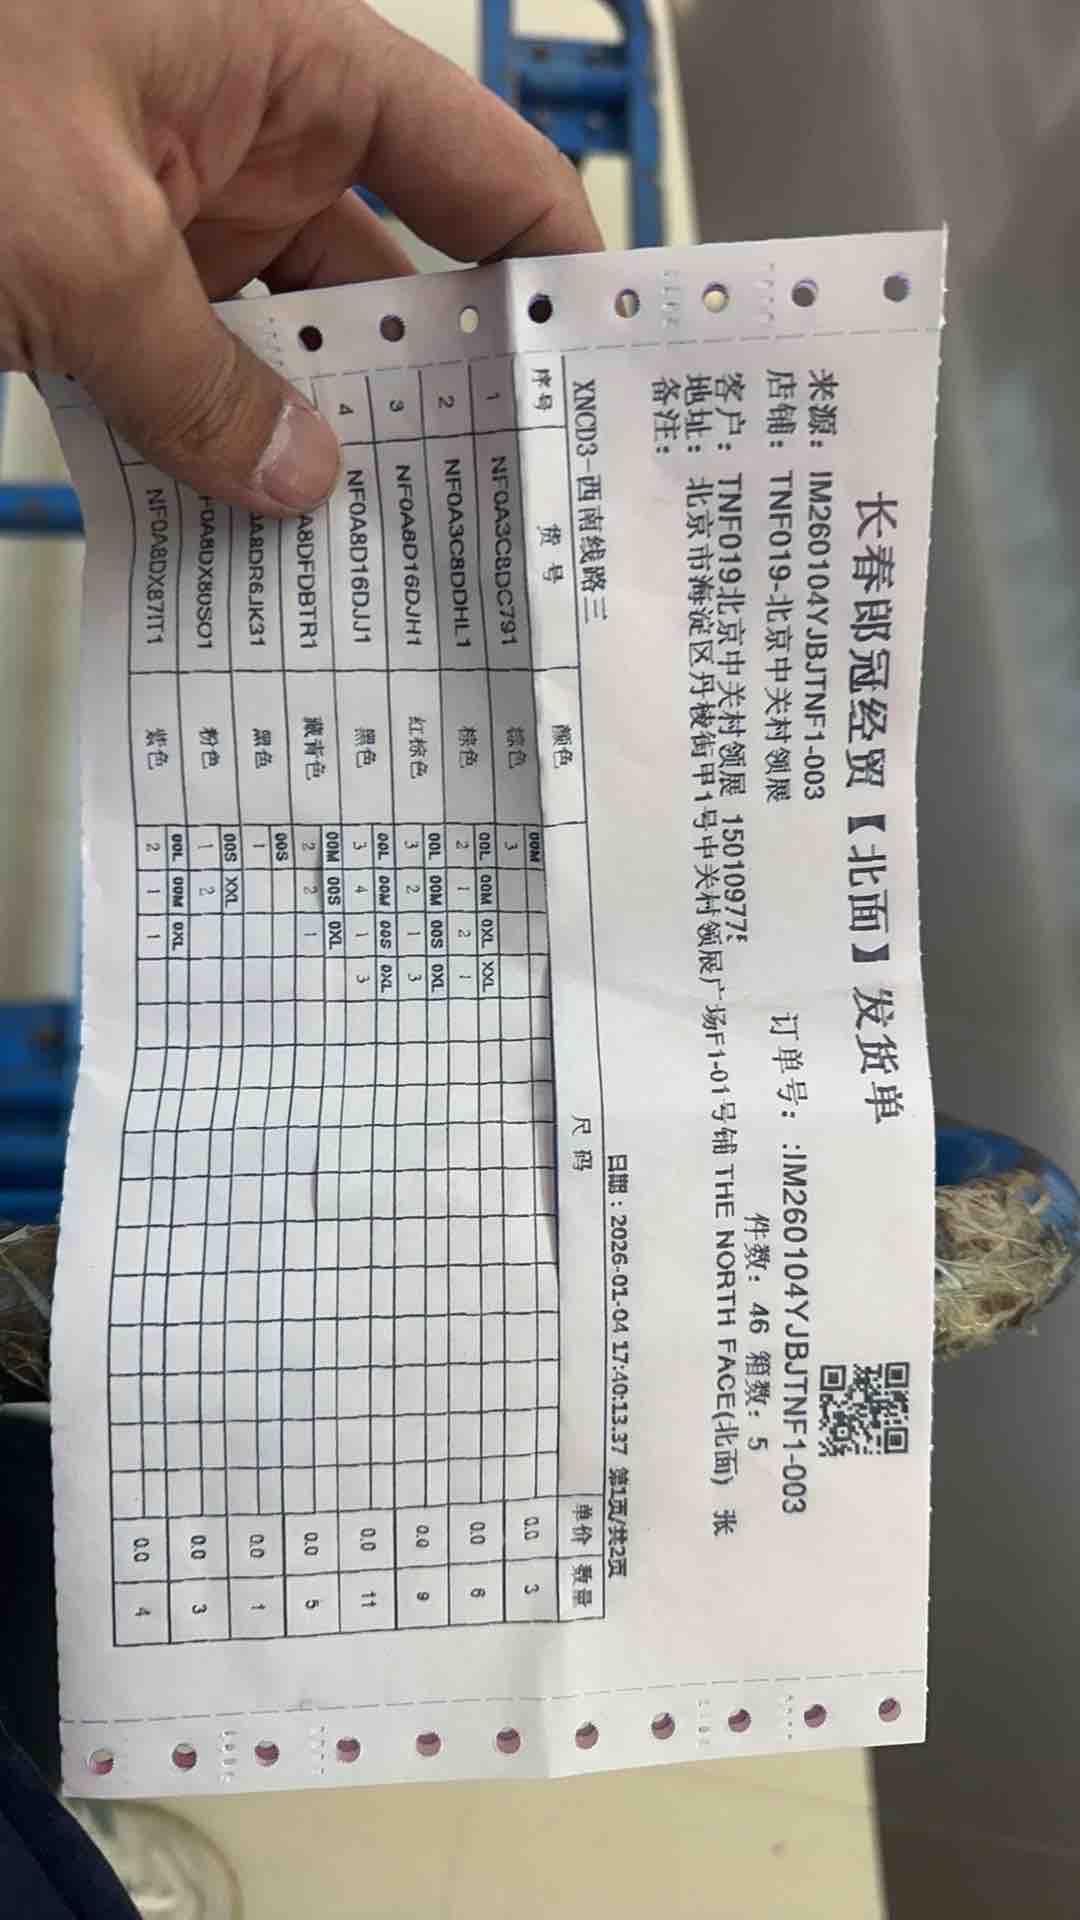 长春郎冠经贸【北面】发货单
来源：IM260104YJBJTNF1-003 订单号：:IM260104YJBJTNF1-003
店铺：TNF019-北京中关村领展 件数：46 箱数：5
客户：TNF019北京中关村领展 15010977
地址：北京市海淀区丹棱街甲1号中关村领展广场F1-01号铺 THE NORTH FACE(北面) 张
备注：
XNCD3-西南线路三 日期：2026-01-04 17:40:13.37 第1页/共2页
序号 货号 颜色 尺码 单价 数量
00M
1 NF0A3C8DC791 棕色 3 0.0 3
00L 00M 0XL XXL
2 NF0A3C8DDHL1 棕色 2 1 2 1 0.0 6
00L 00M 00S 0XL
3 NF0A8D16DJH1 红棕色 3 2 1 3 0.0 9
00L 00M 00S 0XL
4 NF0A8D16DJJ1 黑色 3 4 1 3 0.0 11
00M 00S 0XL
A8DFDBTR1 藏青色 2 2 1 0.0 5
00S
0A8DR6JK31 黑色 1 0.0 1
00S XXL
F0A8DX80SO1 粉色 1 2 0.0 3
00L 00M 0XL
NF0A8DX87IT1 紫色 2 1 1 0.0 4